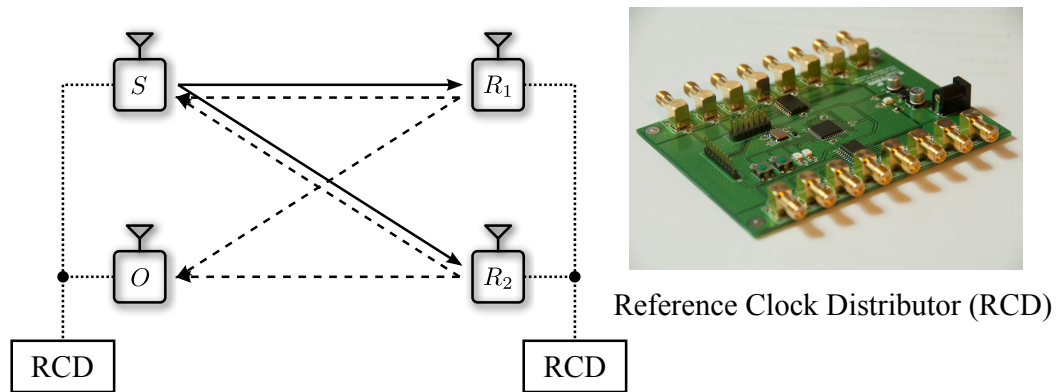 S
R₁
O
R₂
RCD
RCD
Reference Clock Distributor (RCD)